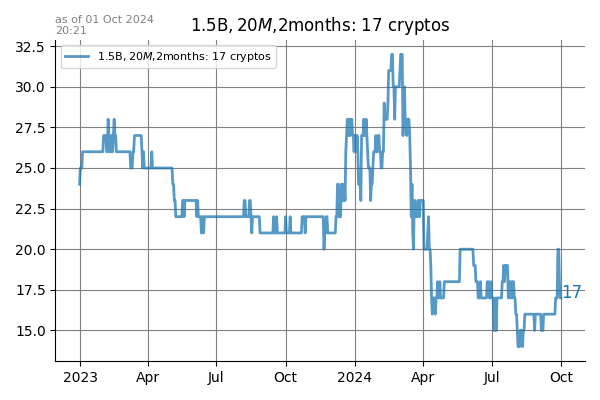 as of 01 Oct 2024
20:21
1.5B, 20M,2months: 17 cryptos
1.5B, 20M,2months: 17 cryptos
32.5
30.0
27.5
25.0
22.5
20.0
17.5
15.0
17
2023 Apr Jul Oct 2024 Apr Jul Oct